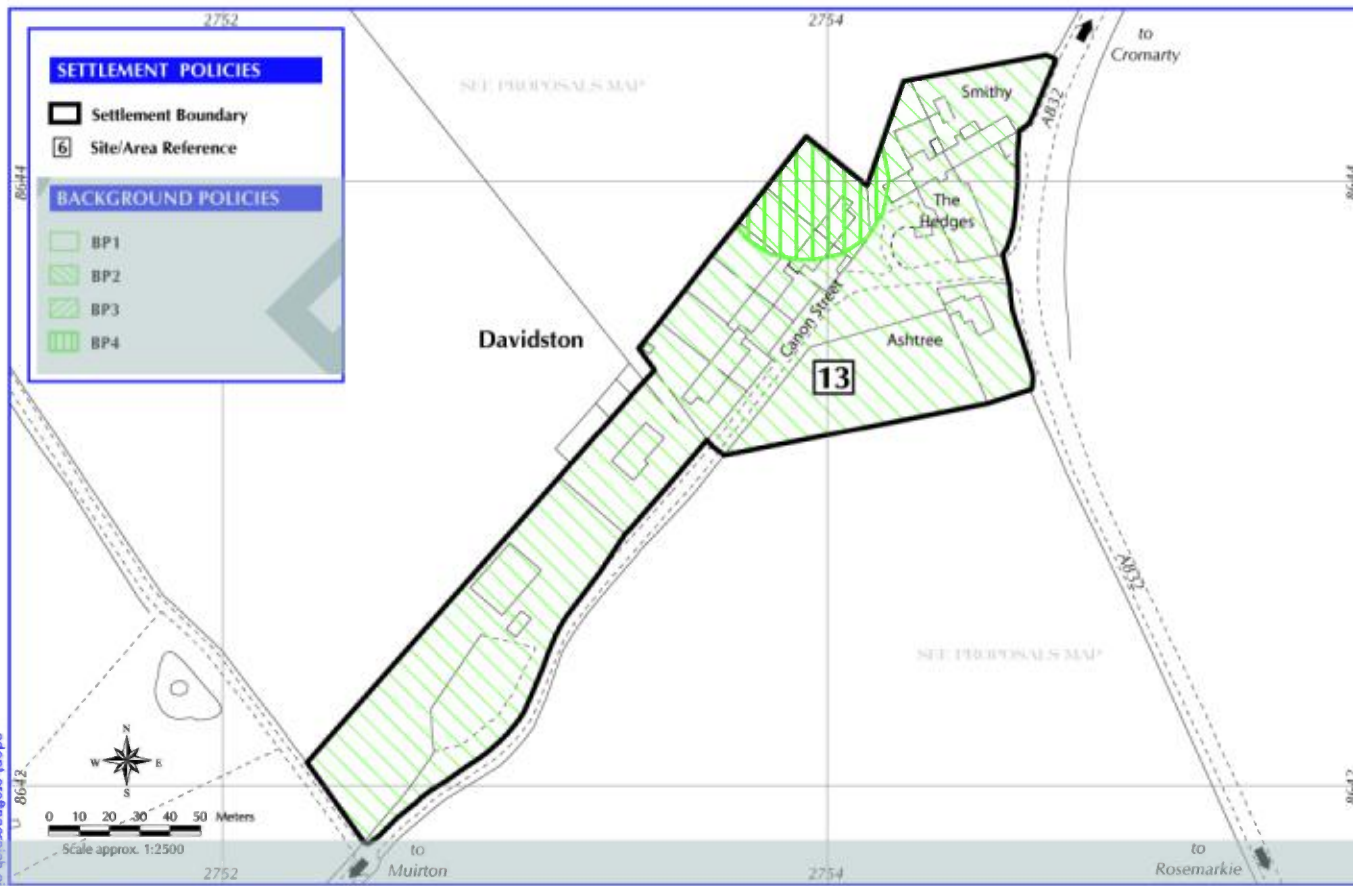 2752
2754
to
Cromarty
SETTLEMENT POLICIES
Settlement Boundary
6 Site/Area Reference
BACKGROUND POLICIES
BP1
BP2
BP3
BP4
SEE PROPOSALS MAP
Smithy
A832
8644
8644
The
Hedges
Davidston
Canon Street
Ashtree
13
A832
SEE PROPOSALS MAP
N
W E
S
8642
8642
0 10 20 30 40 50 Meters
Scale approx. 1:2500
to
Muirton
to
Rosemarkie
2752
2754